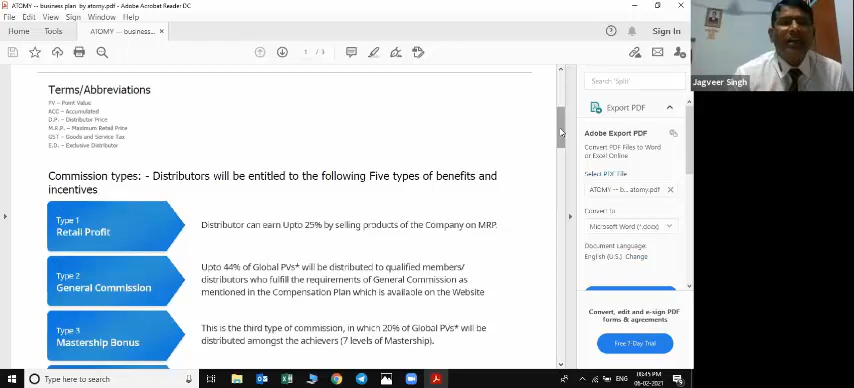 ATOMY -- business plan by atomy.pdf - Adobe Acrobat Reader DC
File Edit View Sign Window Help
Home Tools ATOMY -- business... × Sign In
1 / 3
Terms/Abbreviations
PV – Point Value
ACC – Accumulated
D.P. – Distributor Price
M.R.P. – Maximum Retail Price
GST – Goods and Service Tax
E.D. – Exclusive Distributor
Commission types: - Distributors will be entitled to the following Five types of benefits and
incentives
Type 1
Retail Profit
Distributor can earn Upto 25% by selling products of the Company on MRP.
Type 2
General Commission
Upto 44% of Global PVs* will be distributed to qualified members/
distributors who fulfill the requirements of General Commission as
mentioned in the Compensation Plan which is available on the Website
Type 3
Mastership Bonus
This is the third type of commission, in which 20% of Global PVs* will be
distributed amongst the achievers (7 levels of Mastership).
Search 'Split'
Export PDF
Adobe Export PDF
Convert PDF Files to Word
or Excel Online
Select PDF File
ATOMY -- b... atomy.pdf ×
Convert to
Microsoft Word (*.docx)
Document Language:
English (U.S.) Change
Convert, edit and e-sign PDF
forms & agreements
Free 7-Day Trial
Jagveer Singh
Type here to search
ENG
06-02-2021